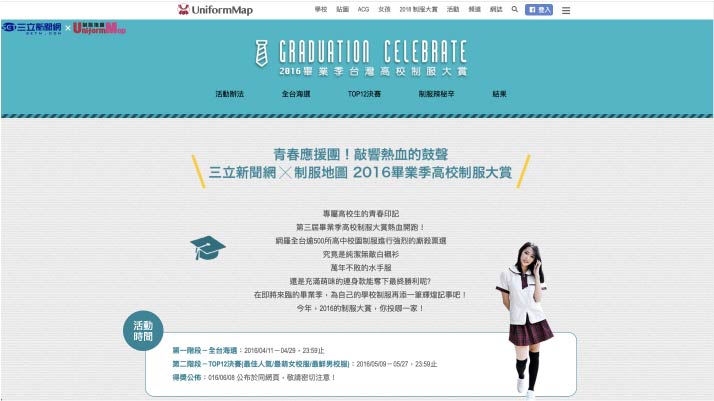 UniformMap
學校 貼圖 ACG 女孩 2018 制服大賞 活動 頻道 網誌 登入
三立新聞網 × 制服地圖 UniformMap
SETN.COM
GRADUATION CELEBRATE
2016畢業季台灣高校制服大賞
活動辦法 全台海選 TOP12決賽 制服辣秘辛 結果
青春應援團！敲響熱血的鼓聲
三立新聞網╳制服地圖 2016畢業季高校制服大賞
專屬高校生的青春印記
第三屆畢業季高校制服大賞熱血開跑！
網羅全台逾500所高中校園制服進行強烈的廝殺票選
究竟是純潔無敵白襯衫
萬年不敗的水手服
還是充滿萌味的連身款能奪下最終勝利呢?
在即將來臨的畢業季，為自己的學校制服再添一筆輝煌記事吧！
今年，2016的制服大賞，你投哪一家！
活動
時間
第一階段－全台海選：2016/04/11－04/29，23:59止
第二階段－TOP12決賽(最佳人氣/最萌女校服/最鮮男校服)：2016/05/09－05/27，23:59止
得獎公佈：016/06/08 公布於同網頁，敬請密切注意！